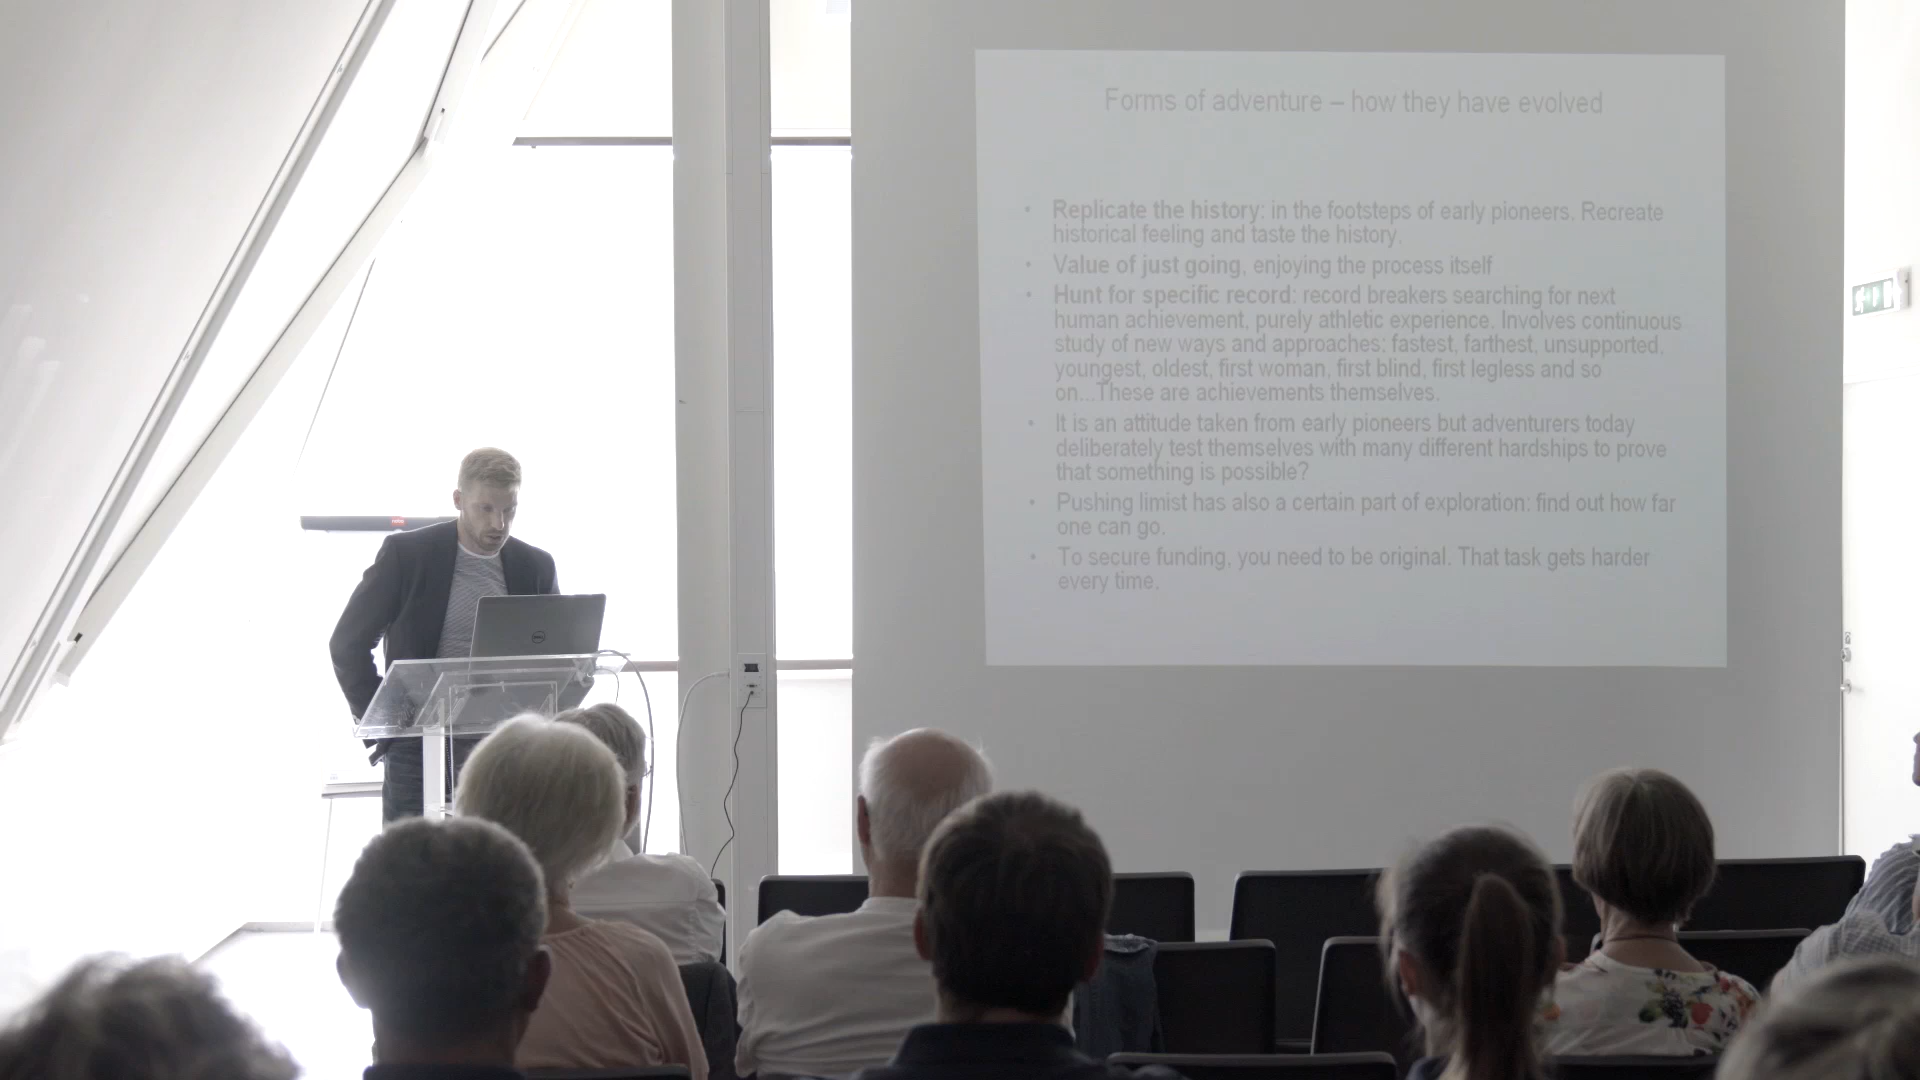 Forms of adventure – how they have evolved
• Replicate the history: in the footsteps of early pioneers. Recreate
historical feeling and taste the history.
• Value of just going, enjoying the process itself
• Hunt for specific record: record breakers searching for next
human achievement, purely athletic experience. Involves continuous
study of new ways and approaches: fastest, farthest, unsupported,
youngest, oldest, first woman, first blind, first legless and so
on...These are achievements themselves.
• It is an attitude taken from early pioneers but adventurers today
deliberately test themselves with many different hardships to prove
that something is possible?
• Pushing limist has also a certain part of exploration: find out how far
one can go.
• To secure funding, you need to be original. That task gets harder
every time.
DELL